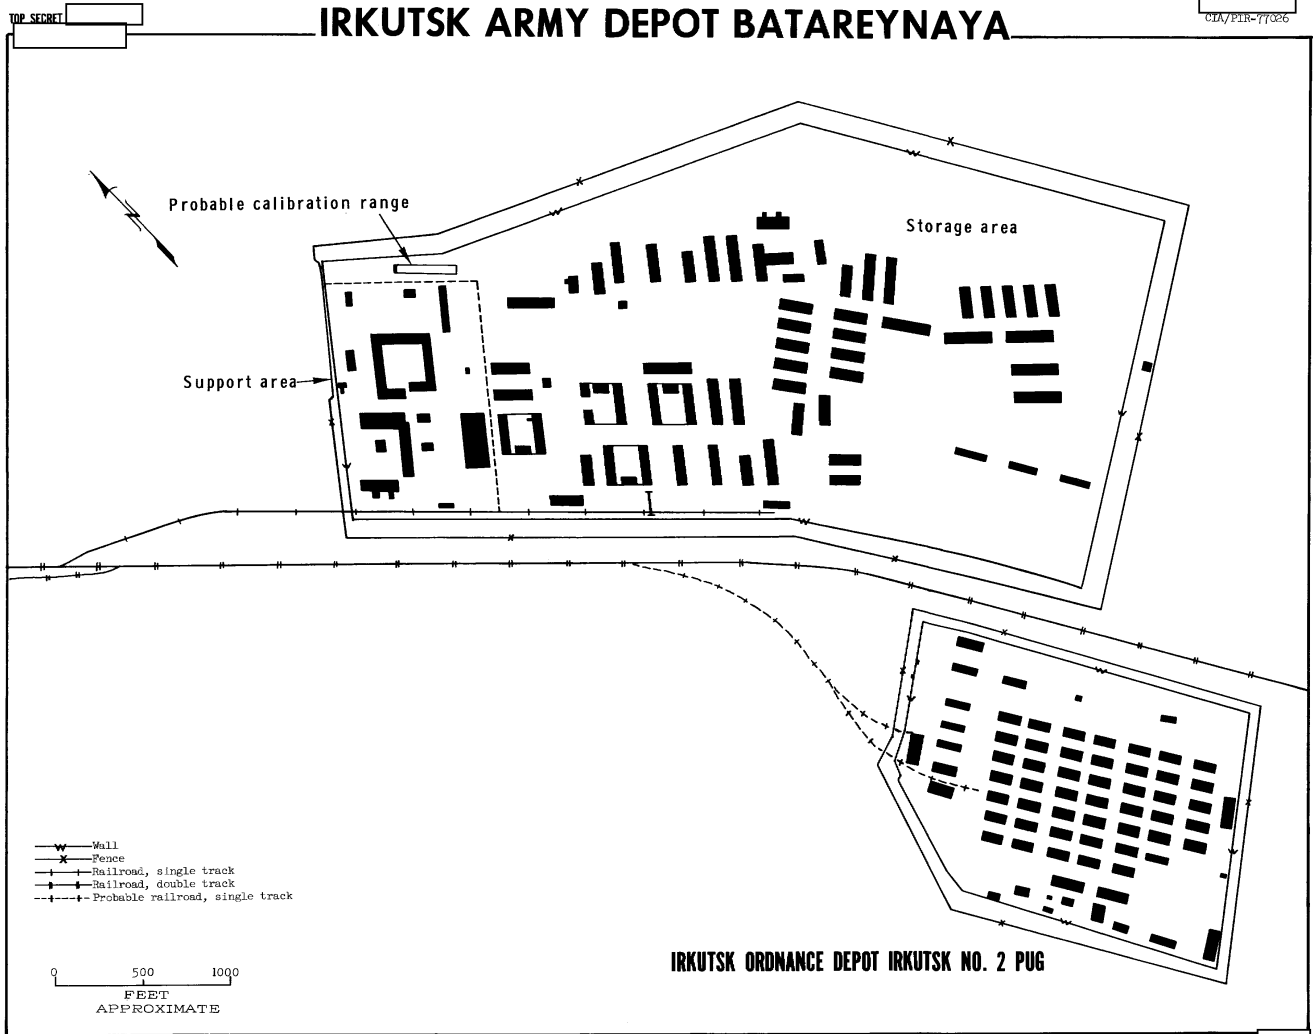 TOP SECRET
IRKUTSK ARMY DEPOT BATAREYNAYA
CIA/PIR-77026
N
Probable calibration range
Storage area
Support area
W Wall
X Fence
Railroad, single track
Railroad, double track
Probable railroad, single track
0 500 1000
FEET
APPROXIMATE
IRKUTSK ORDNANCE DEPOT IRKUTSK NO. 2 PUG